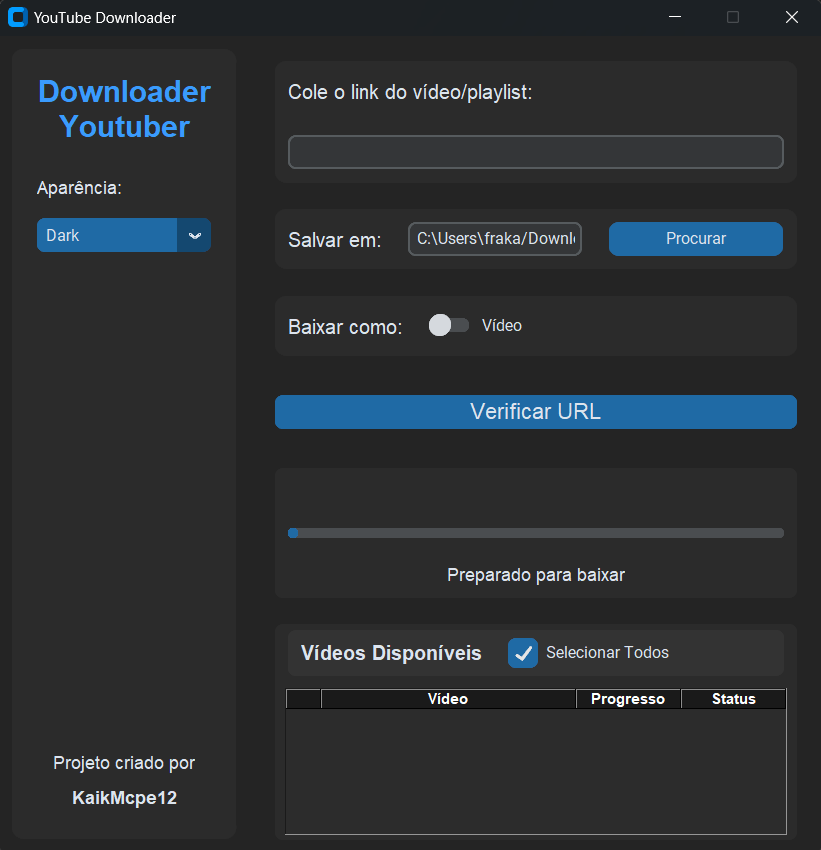 YouTube Downloader
Downloader
Youtuber
Aparência:
Dark
Projeto criado por
KaikMcpe12
Cole o link do vídeo/playlist:
Salvar em:
C:\Users\fraka/Downl
Procurar
Baixar como:
Vídeo
Verificar URL
Preparado para baixar
Vídeos Disponíveis
Selecionar Todos
Vídeo Progresso Status